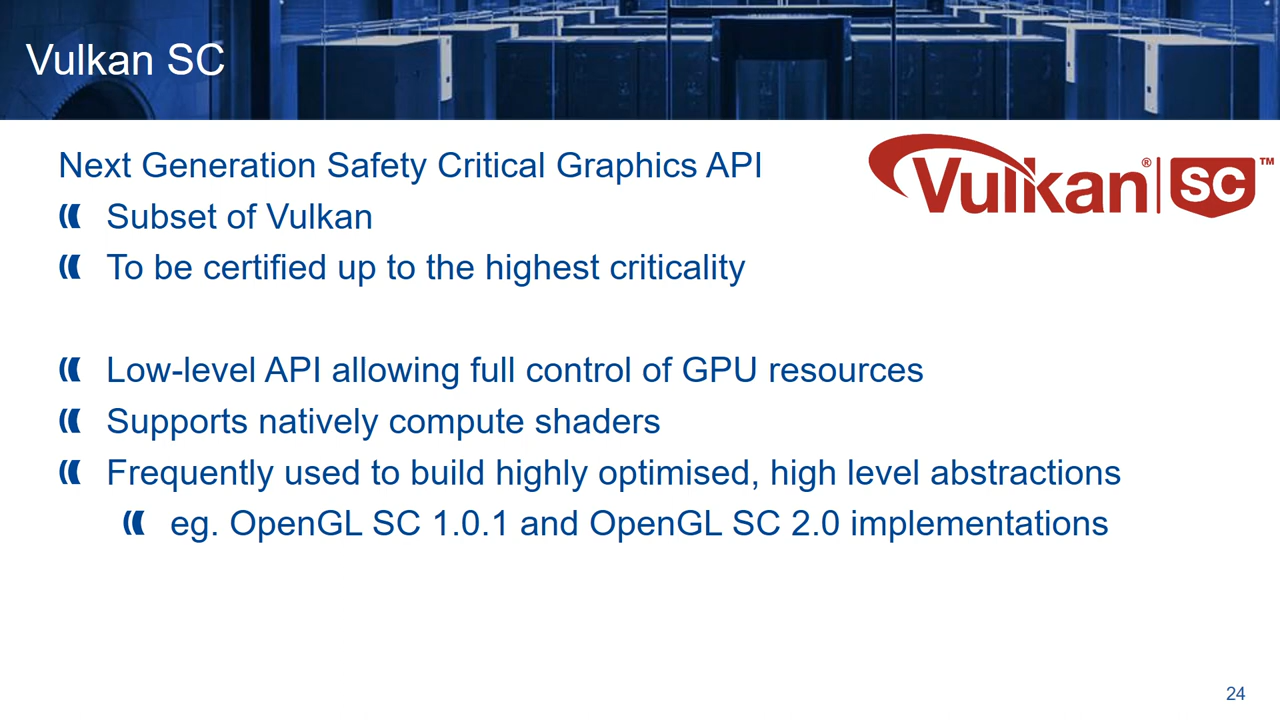 Vulkan SC
Next Generation Safety Critical Graphics API
Vulkan® SC™
Subset of Vulkan
To be certified up to the highest criticality
Low-level API allowing full control of GPU resources
Supports natively compute shaders
Frequently used to build highly optimised, high level abstractions
eg. OpenGL SC 1.0.1 and OpenGL SC 2.0 implementations
24